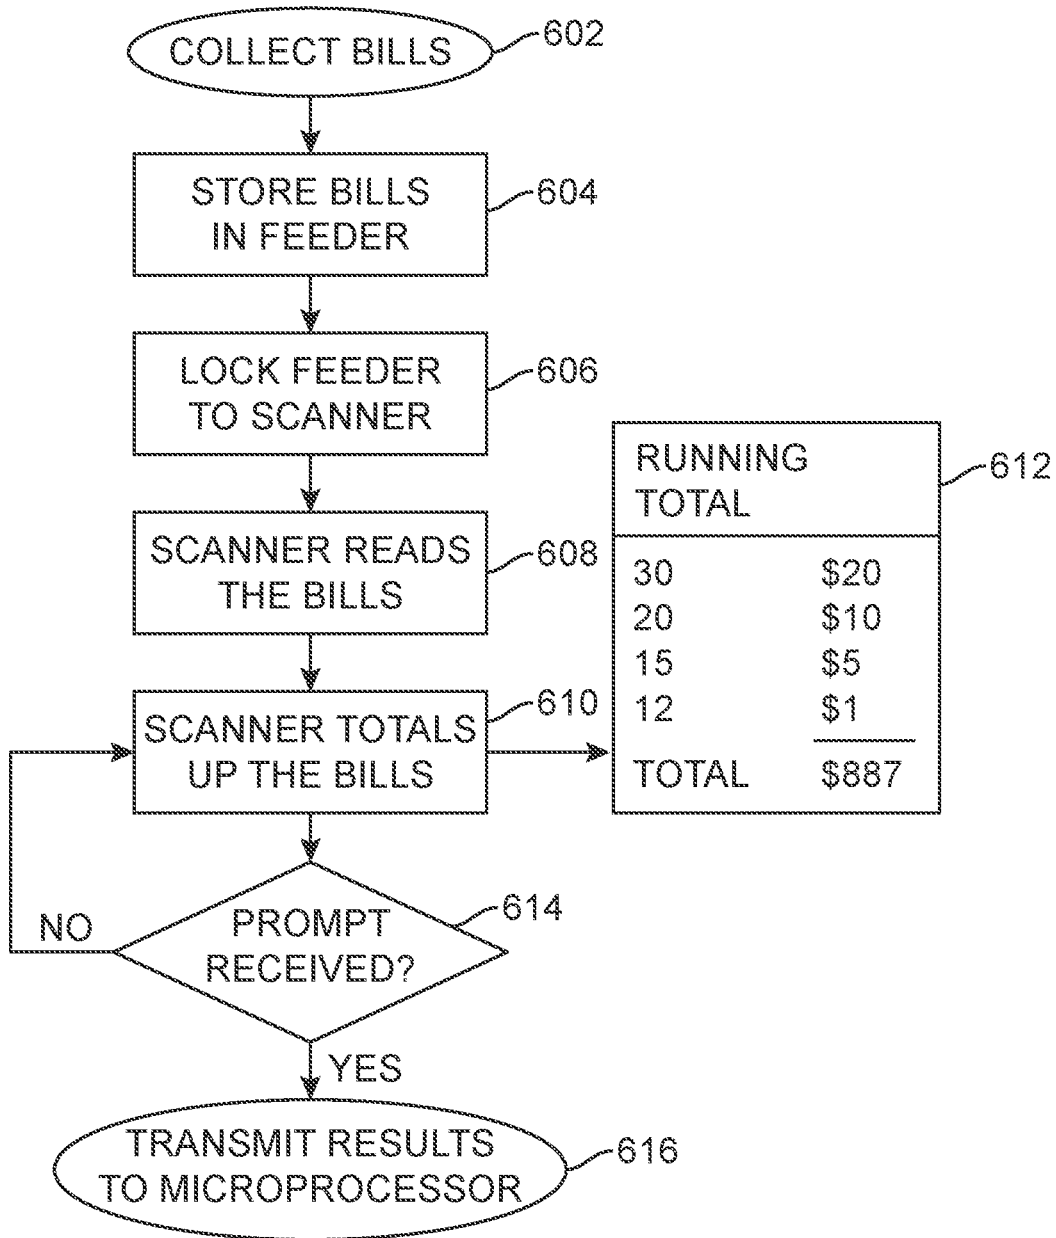 COLLECT BILLS
602
STORE BILLS
IN FEEDER
604
LOCK FEEDER
TO SCANNER
606
SCANNER READS
THE BILLS
608
SCANNER TOTALS
UP THE BILLS
610
RUNNING
TOTAL
612
30 $20
20 $10
15 $5
12 $1
TOTAL $887
PROMPT
RECEIVED?
614
NO
YES
TRANSMIT RESULTS
TO MICROPROCESSOR
616